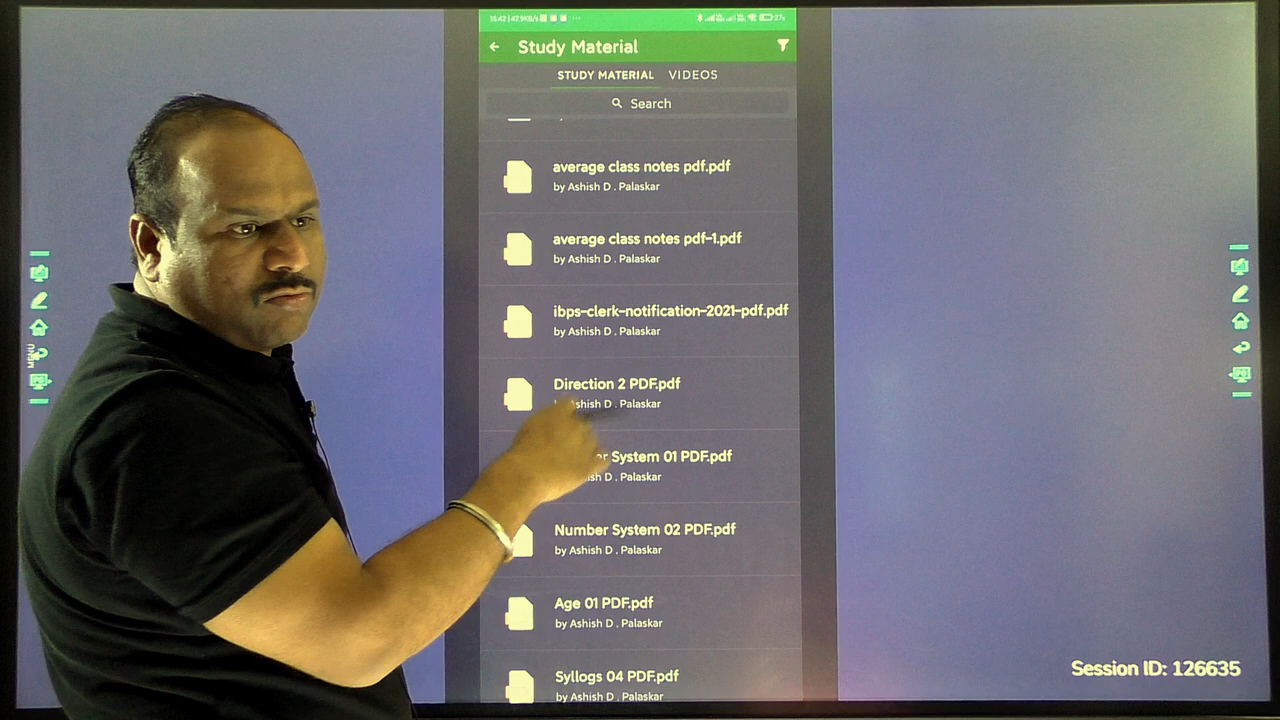 Study Material
STUDY MATERIAL VIDEOS
Search
average class notes pdf.pdf
by Ashish D . Palaskar
average class notes pdf-1.pdf
by Ashish D . Palaskar
ibps-clerk-notification-2021-pdf.pdf
by Ashish D . Palaskar
Direction 2 PDF.pdf
Ashish D . Palaskar
System 01 PDF.pdf
D . Palaskar
Number System 02 PDF.pdf
by Ashish D . Palaskar
Age 01 PDF.pdf
by Ashish D . Palaskar
Syllogs 04 PDF.pdf
by Ashish D . Palaskar
MENU
Session ID: 126635